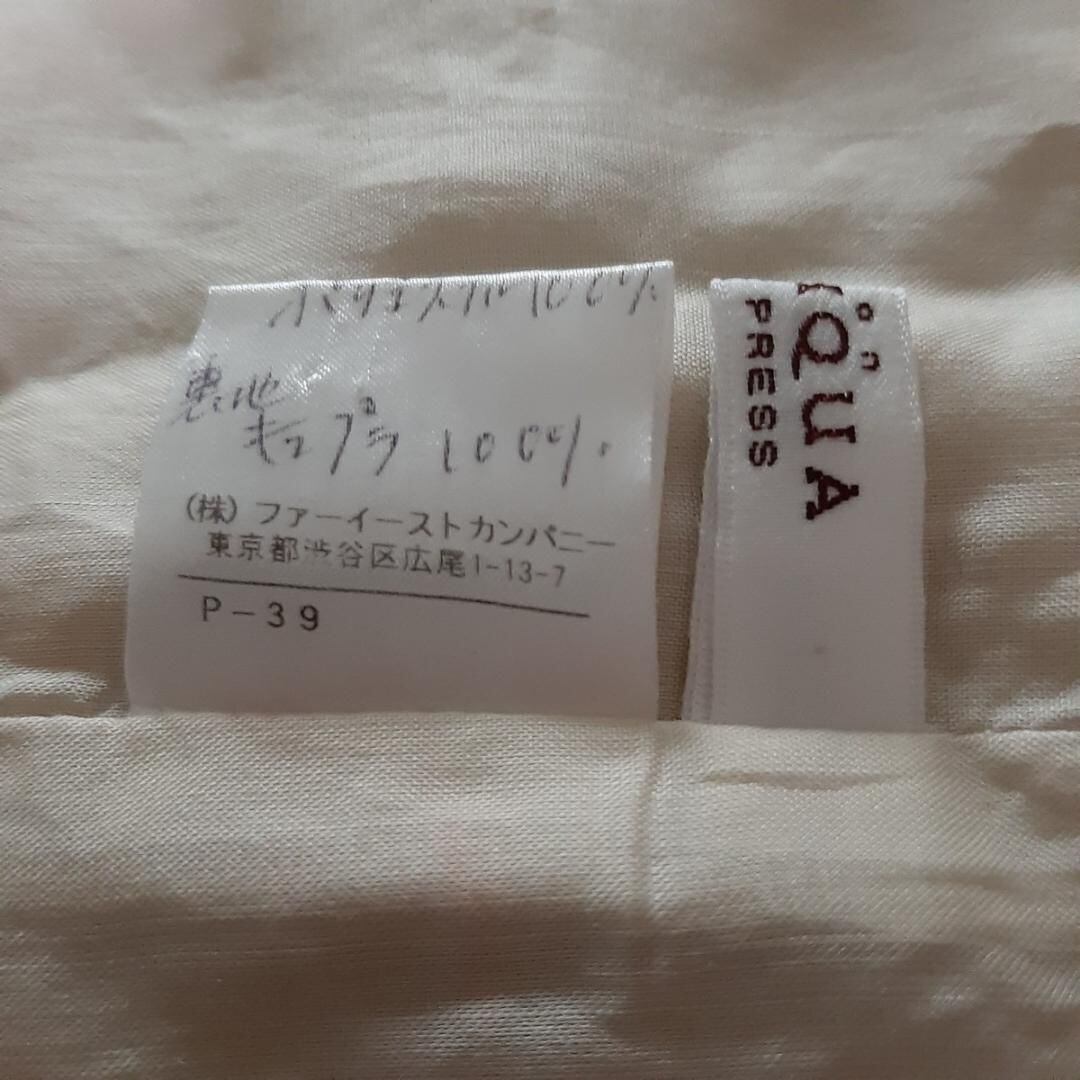 ポリエステル100%
裏地
キュプラ 100%
(株) ファーイーストカンパニー
東京都渋谷区広尾1-13-7
P-39
on
QUA
PRESS